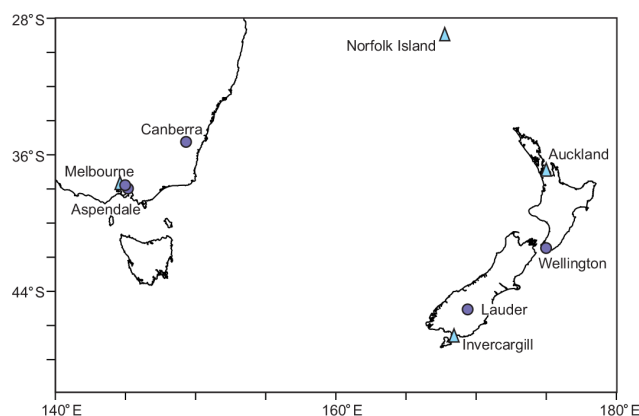 28°S
Norfolk Island
Canberra
36°S
Auckland
Melbourne
Aspendale
Wellington
44°S
Lauder
Invercargill
140°E
160°E
180°E